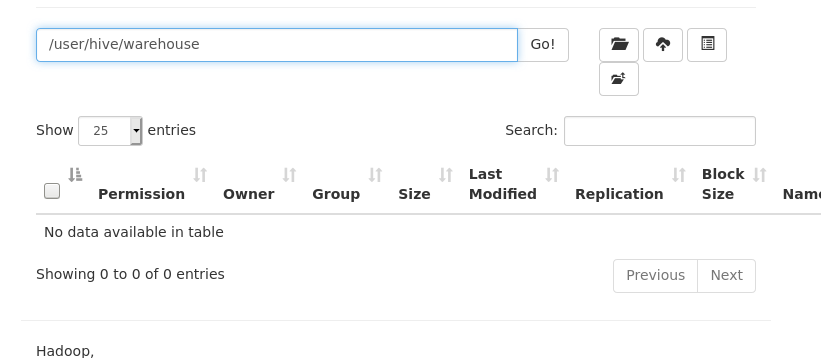 /user/hive/warehouse Go!
Show 25 entries Search:
Permission Owner Group Size Last Modified Replication Block Size Name
No data available in table
Showing 0 to 0 of 0 entries Previous Next
Hadoop,